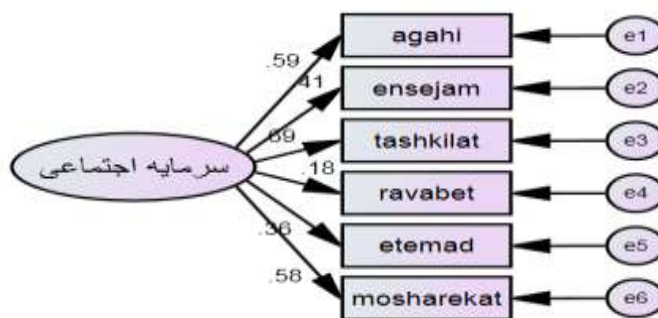 agahi
e1
.59
.41
ensejam
e2
tashkilat
e3
سرمایه اجتماعی
.18
ravabet
e4
.36
etemad
e5
.58
mosharekat
e6